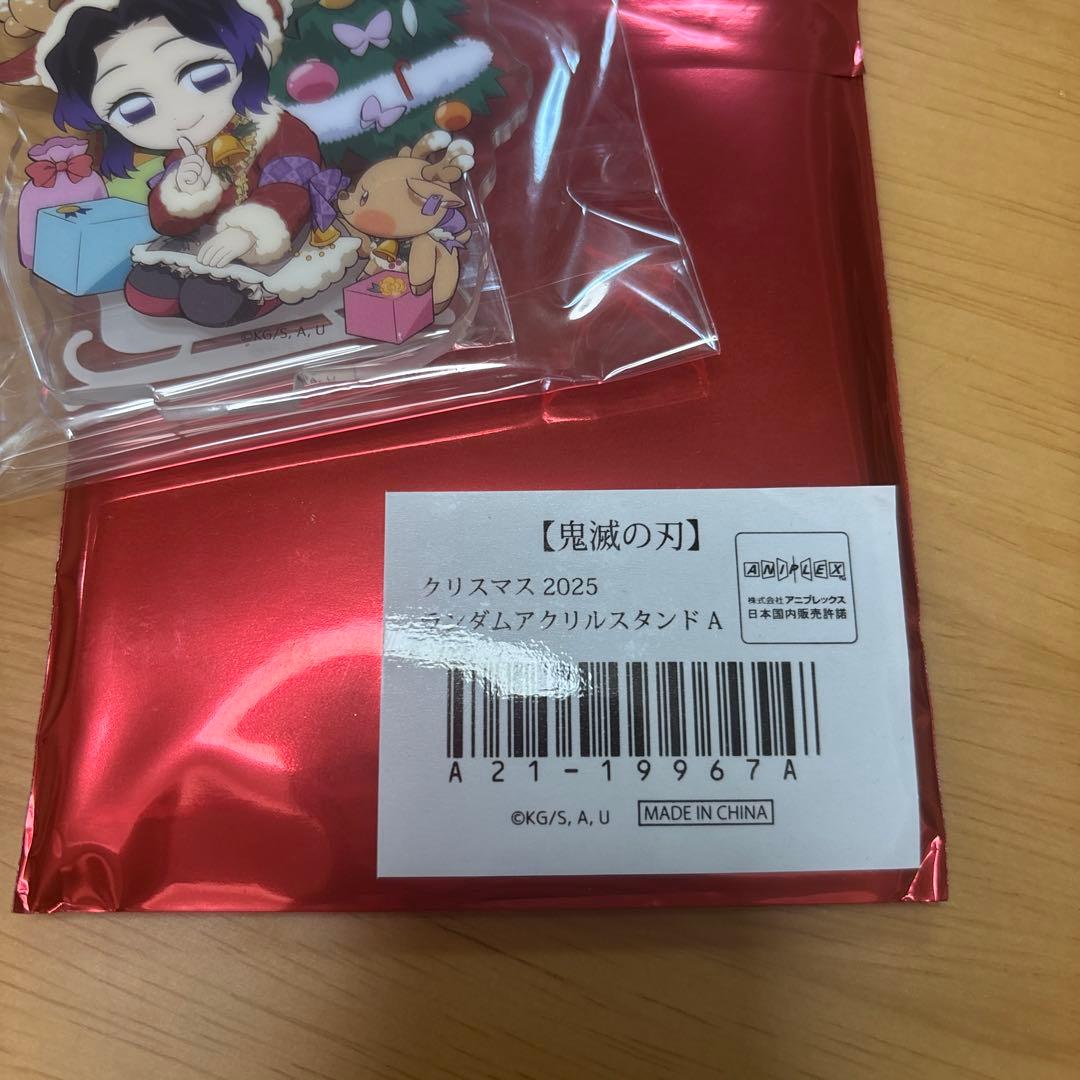 ©KG/S, A, U
【鬼滅の刃】
クリスマス 2025
ランダムアクリルスタンド A
ANIPLEX
株式会社 アニプレックス
日本国内販売許諾
A21-19967A
©KG/S, A, U
MADE IN CHINA